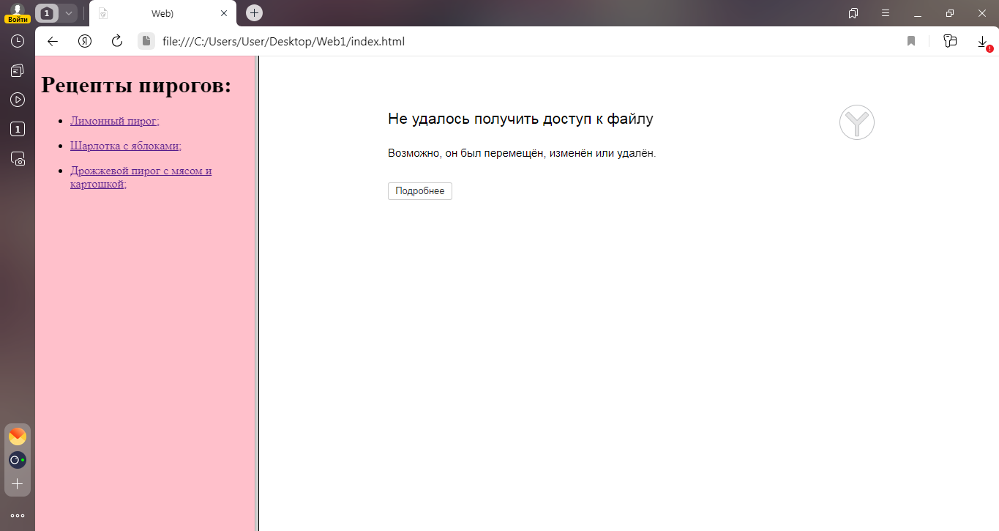 Войти
1
Web)
Я
file:///C:/Users/User/Desktop/Web1/index.html
1
Рецепты пирогов:
Лимонный пирог;
Шарлотка с яблоками;
Дрожжевой пирог с мясом и
картошкой;
Не удалось получить доступ к файлу
Возможно, он был перемещён, изменён или удалён.
Подробнее